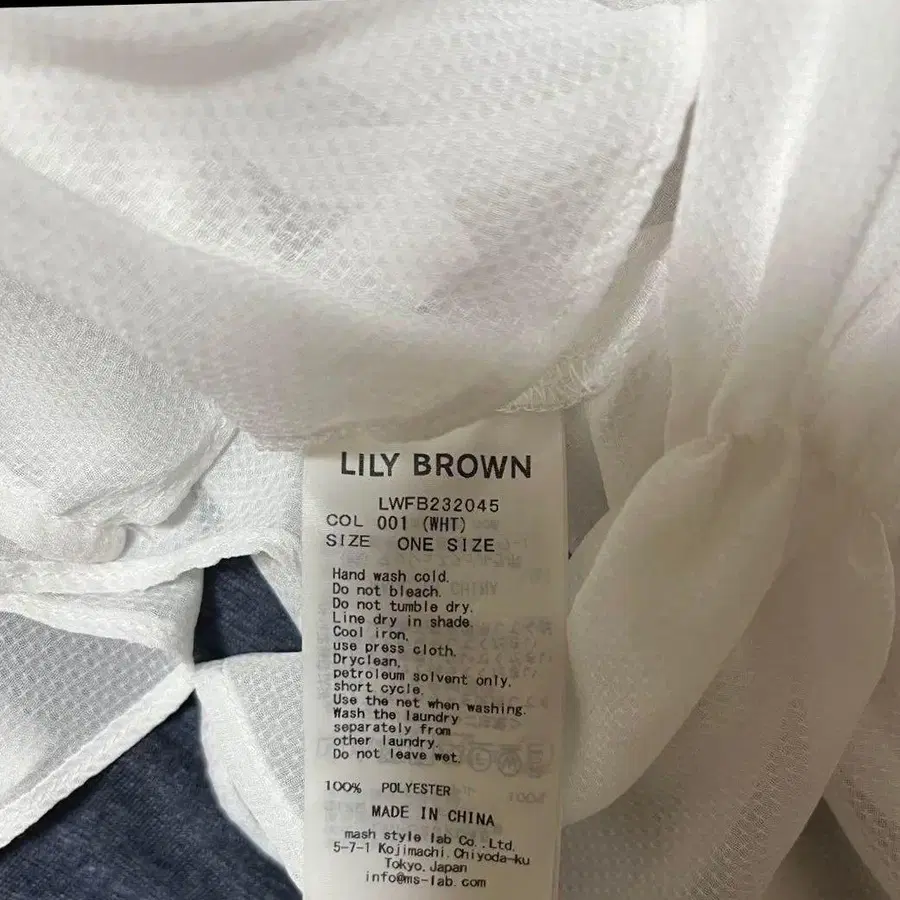 LILY BROWN
LWFB232045
COL 001 (WHT)
SIZE ONE SIZE
Hand wash cold.
Do not bleach.
Do not tumble dry.
Line dry in shade.
Cool iron,
use press cloth.
Dryclean,
petroleum solvent only.
short cycle.
Use the net when washing.
Wash the laundry
separately from
other laundry.
Do not leave wet.
100% POLYESTER
MADE IN CHINA
mash style lab Co.,Ltd.
5-7-1 Kojimachi.Chiyoda-ku
Tokyo.Japan
info@ms-lab.com